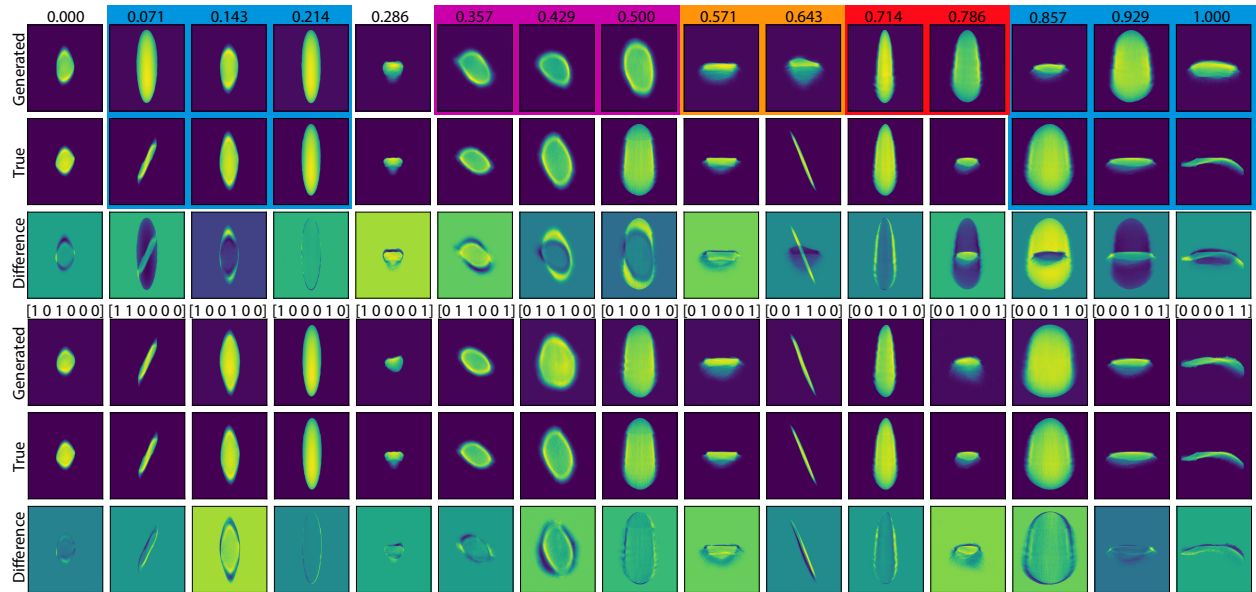 0.000 0.071 0.143 0.214 0.286 0.357 0.429 0.500 0.571 0.643 0.714 0.786 0.857 0.929 1.000
Generated
True
Difference
[1 0 1 0 0 0] [1 1 0 0 0 0] [1 0 0 1 0 0] [1 0 0 0 1 0] [1 0 0 0 0 1] [0 1 1 0 0 1] [0 1 0 1 0 0] [0 1 0 0 1 0] [0 1 0 0 0 1] [0 0 1 1 0 0] [0 0 1 0 1 0] [0 0 1 0 0 1] [0 0 0 1 1 0] [0 0 0 1 0 1] [0 0 0 0 1 1]
Generated
True
Difference